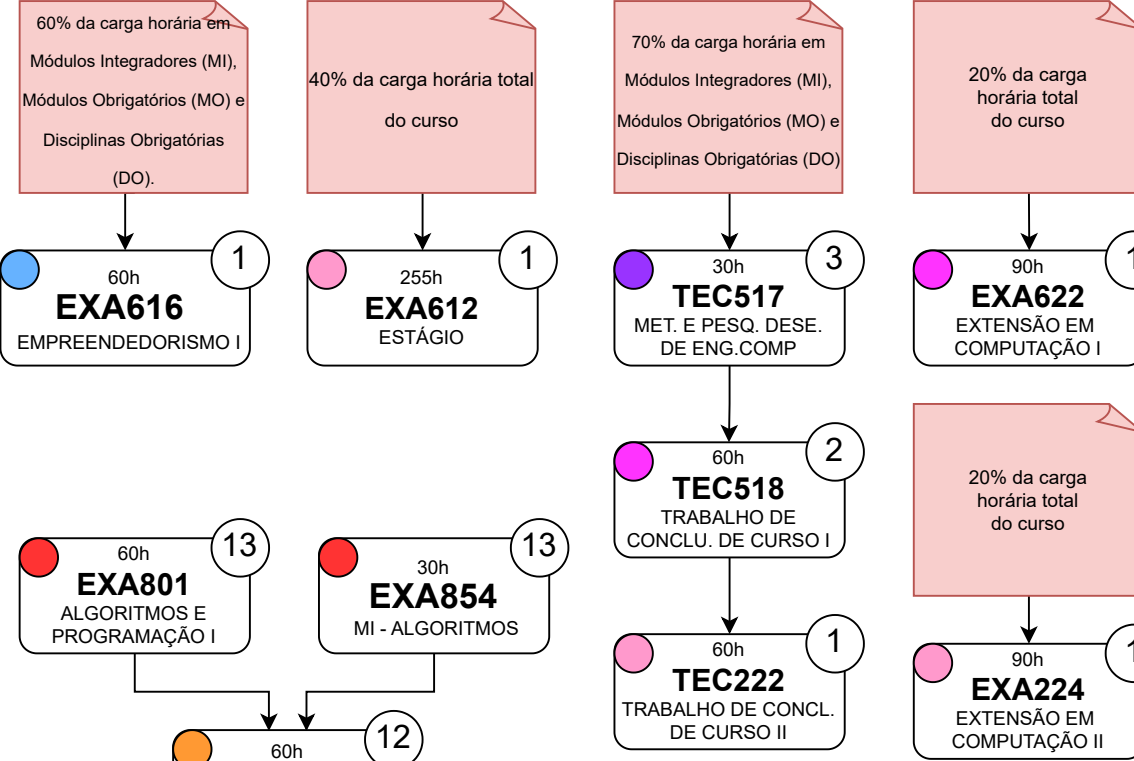 60% da carga horária em
Módulos Integradores (MI),
Módulos Obrigatórios (MO) e
Disciplinas Obrigatórias
(DO).
40% da carga horária total
do curso
70% da carga horária em
Módulos Integradores (MI),
Módulos Obrigatórios (MO) e
Disciplinas Obrigatórias (DO)
20% da carga
horária total
do curso
60h
1
EXA616
EMPREENDEDORISMO I
255h
1
EXA612
ESTÁGIO
30h
3
TEC517
MET. E PESQ. DESE.
DE ENG.COMP
90h
1
EXA622
EXTENSÃO EM
COMPUTAÇÃO I
60h
2
TEC518
TRABALHO DE
CONCLU. DE CURSO I
20% da carga
horária total
do curso
60h
13
EXA801
ALGORITMOS E
PROGRAMAÇÃO I
30h
13
EXA854
MI - ALGORITMOS
60h
1
TEC222
TRABALHO DE CONCL.
DE CURSO II
90h
1
EXA224
EXTENSÃO EM
COMPUTAÇÃO II
60h
12